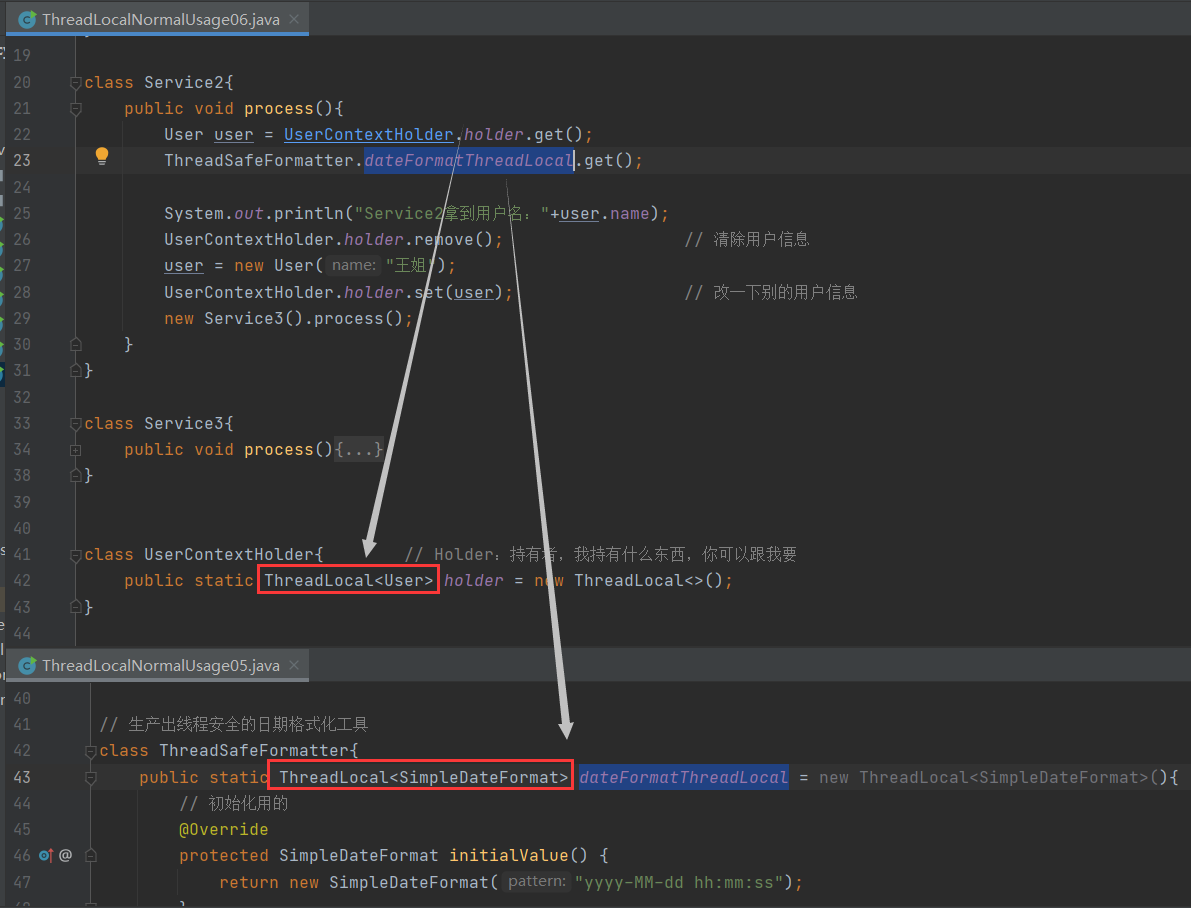 ThreadLocalNormalUsage06.java ×
19
20 class Service2{
21 public void process(){
22 User user = UserContextHolder.holder.get();
23 ThreadSafeFormatter.dateFormatThreadLocal.get();
24
25 System.out.println("Service2拿到用户名："+user.name);
26 UserContextHolder.holder.remove(); // 清除用户信息
27 user = new User( name: "王姐");
28 UserContextHolder.holder.set(user); // 改一下别的用户信息
29 new Service3().process();
30 }
31 }
32
33 class Service3{
34 public void process(){...}
38 }
39
40
41 class UserContextHolder{ // Holder：持有者，我持有什么东西，你可以跟我要
42 public static ThreadLocal<User> holder = new ThreadLocal<>();
43 }
44
ThreadLocalNormalUsage05.java ×
40
41 // 生产出线程安全的日期格式化工具
42 class ThreadSafeFormatter{
43 public static ThreadLocal<SimpleDateFormat> dateFormatThreadLocal = new ThreadLocal<SimpleDateFormat>(){
44 // 初始化用的
45 @Override
46 @ protected SimpleDateFormat initialValue() {
47 return new SimpleDateFormat( pattern: "yyyy-MM-dd hh:mm:ss");